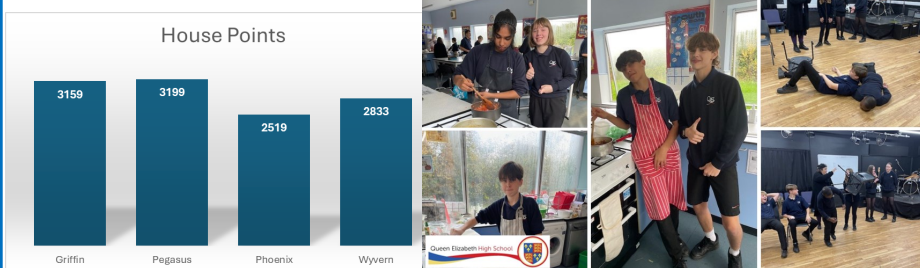 House Points
3159
3199
2519
2833
Griffin
Pegasus
Phoenix
Wyvern
Queen Elizabeth High School